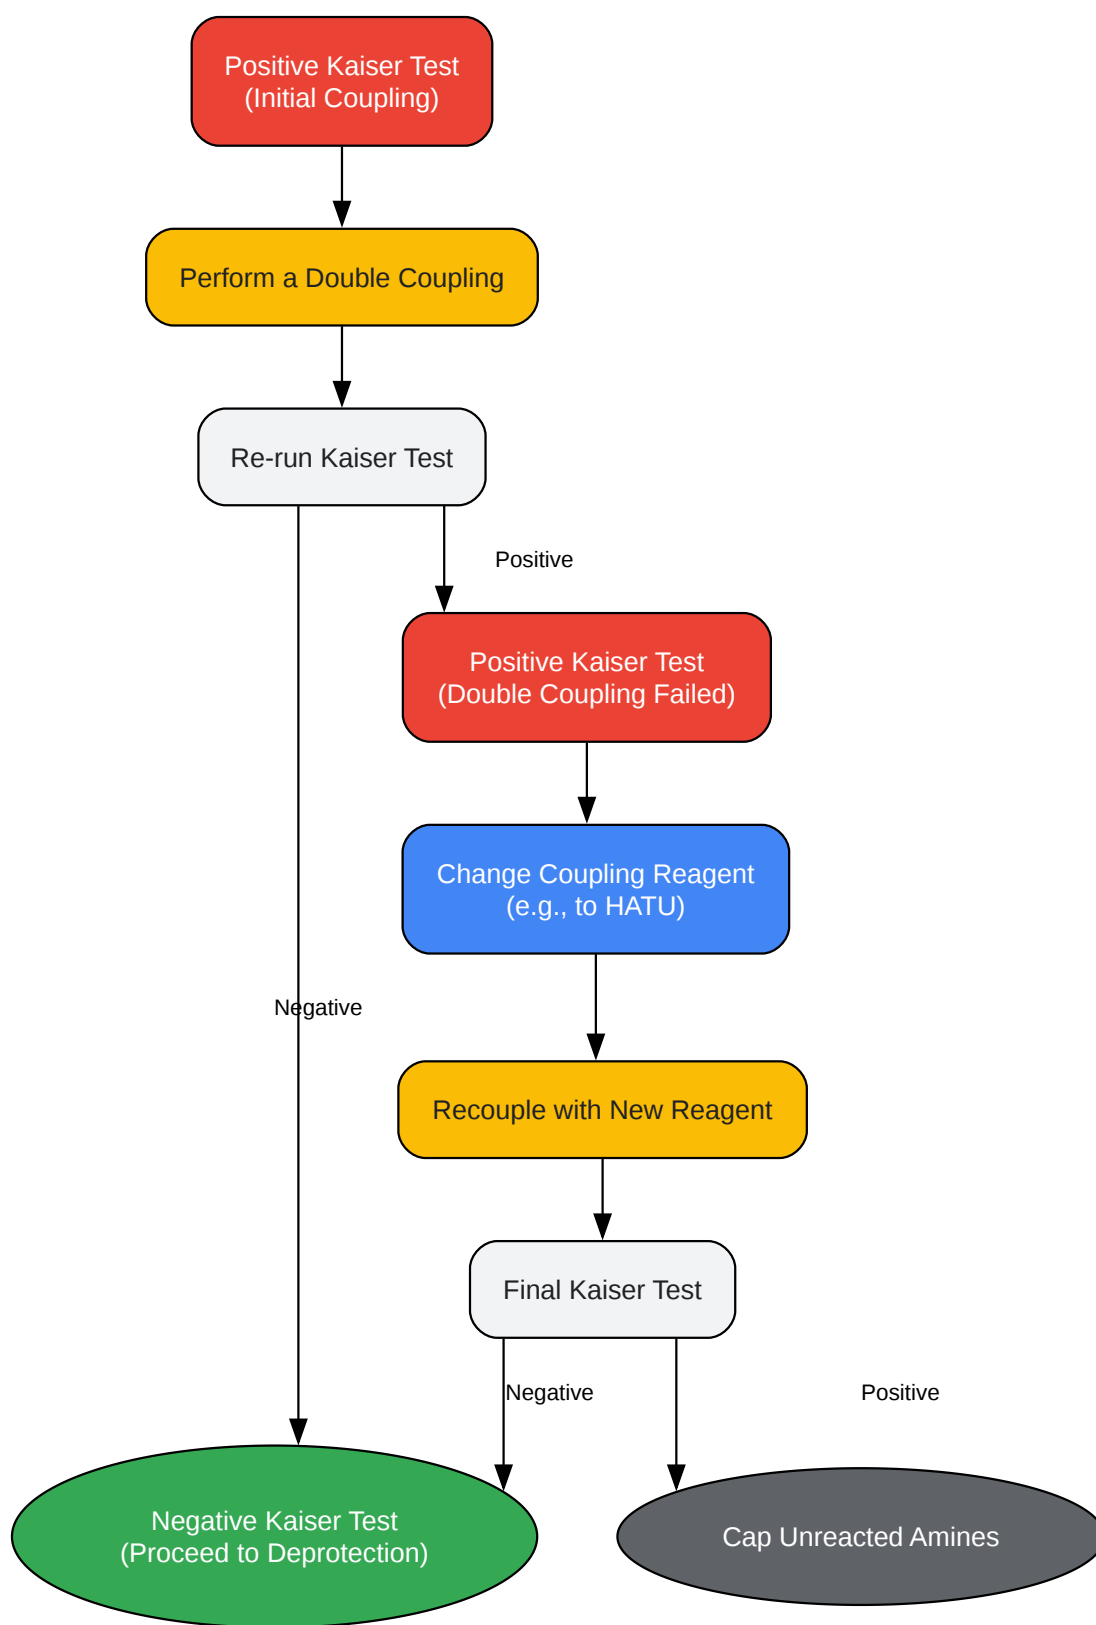 Positive Kaiser Test
(Initial Coupling)
Perform a Double Coupling
Re-run Kaiser Test
Positive
Positive Kaiser Test
(Double Coupling Failed)
Change Coupling Reagent
(e.g., to HATU)
Negative
Recouple with New Reagent
Final Kaiser Test
Negative
Positive
Negative Kaiser Test
(Proceed to Deprotection)
Cap Unreacted Amines